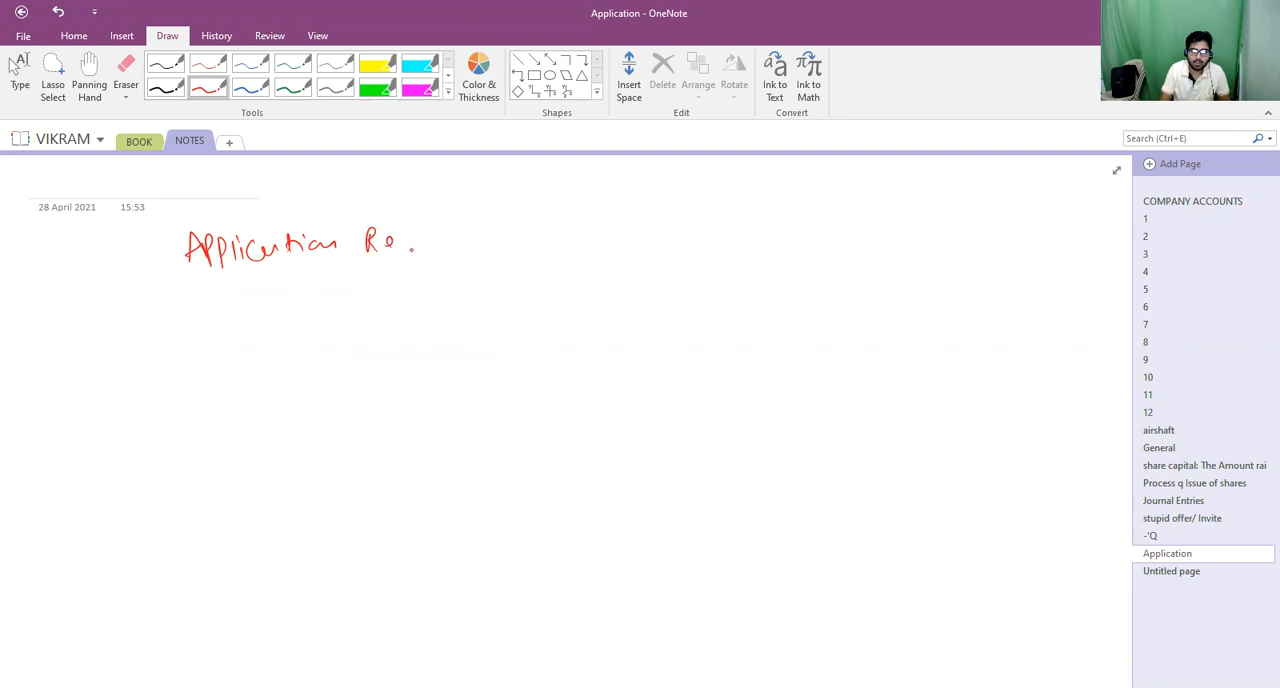 Application - OneNote
File Home Insert Draw History Review View
Type
Lasso Select
Panning Hand
Eraser
Color & Thickness
Insert Space
Delete
Arrange
Rotate
Ink to Text
Ink to Math
Tools
Shapes
Edit
Convert
VIKRAM
BOOK
NOTES
Search (Ctrl+E)
Add Page
28 April 2021 15:53
Application Re
COMPANY ACCOUNTS
1
2
3
4
5
6
7
8
9
10
11
12
airshaft
General
share capital: The Amount rai
Process q Issue of shares
Journal Entries
stupid offer/ Invite
-'Q
Application
Untitled page